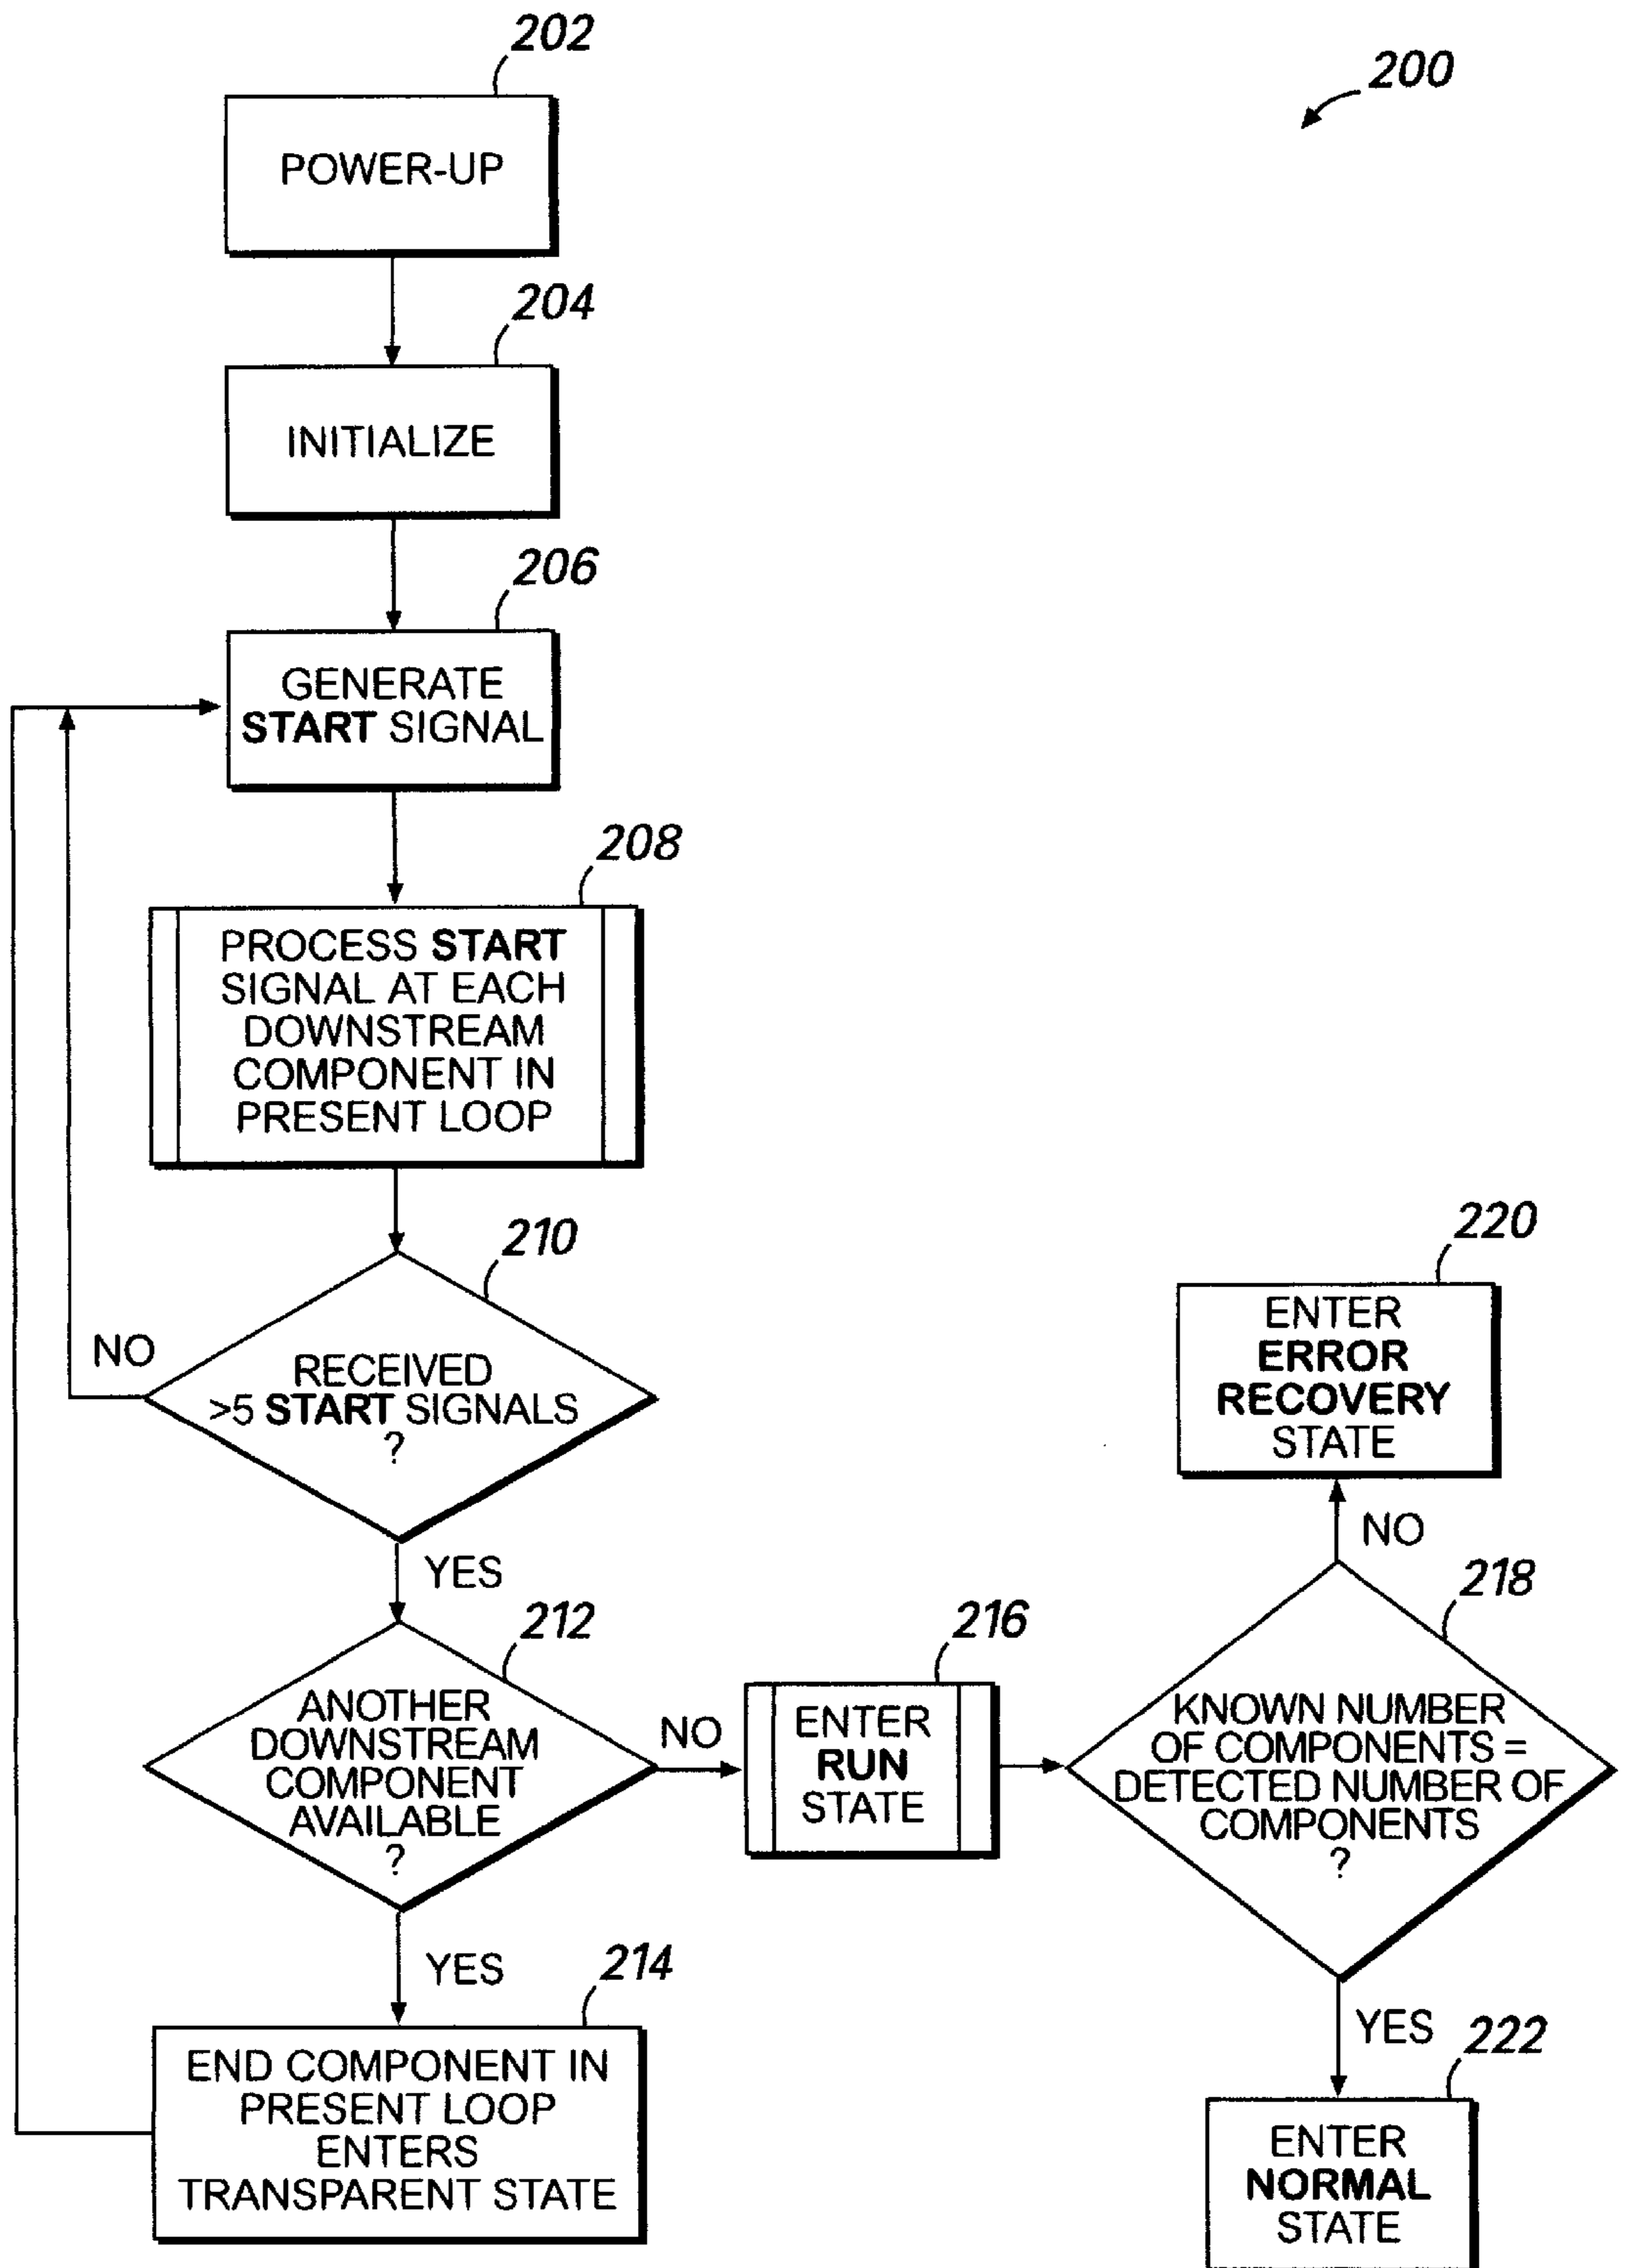 202
200
POWER-UP
204
INITIALIZE
206
GENERATE
START SIGNAL
208
PROCESS START
SIGNAL AT EACH
DOWNSTREAM
COMPONENT IN
PRESENT LOOP
210
NO
RECEIVED
>5 START SIGNALS
?
YES
212
ANOTHER
DOWNSTREAM
COMPONENT
AVAILABLE
?
NO
YES
214
END COMPONENT IN
PRESENT LOOP
ENTERS
TRANSPARENT STATE
216
ENTER
RUN
STATE
220
ENTER
ERROR
RECOVERY
STATE
NO
218
KNOWN NUMBER
OF COMPONENTS =
DETECTED NUMBER OF
COMPONENTS
?
YES
222
ENTER
NORMAL
STATE